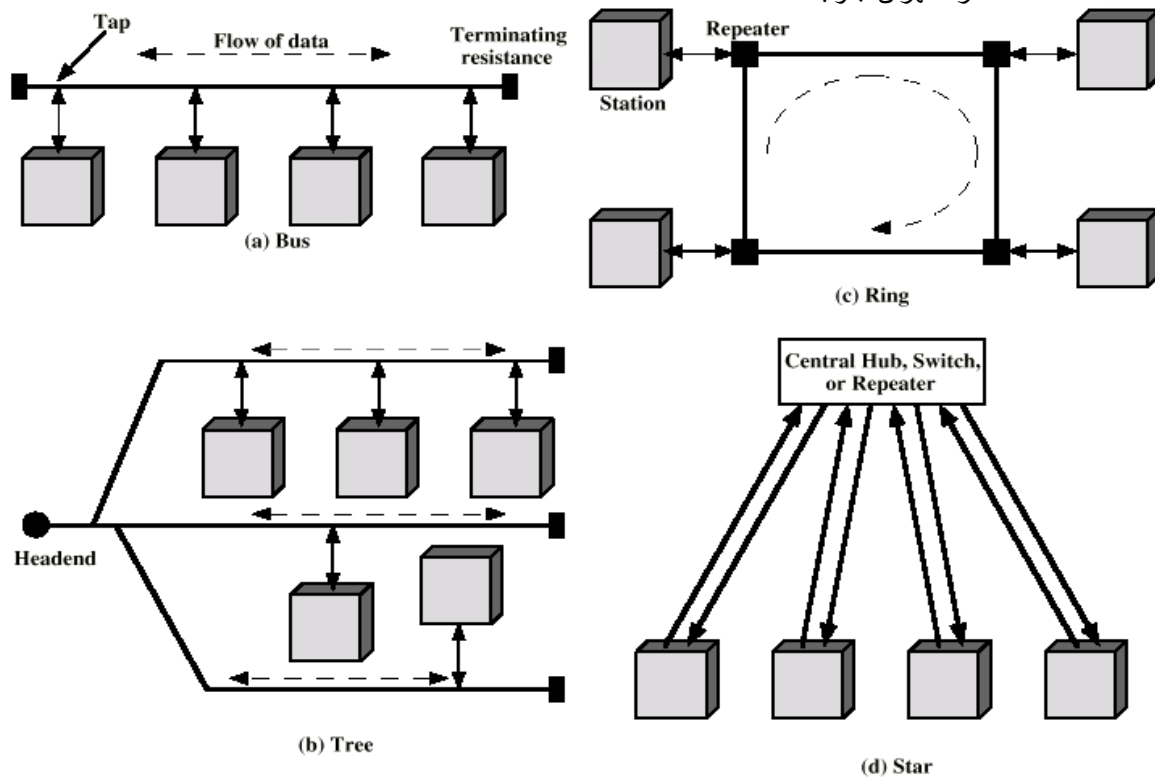 Tap
Flow of data
Terminating
resistance
(a) Bus
Repeater
Station
(c) Ring
Headend
(b) Tree
Central Hub, Switch,
or Repeater
(d) Star